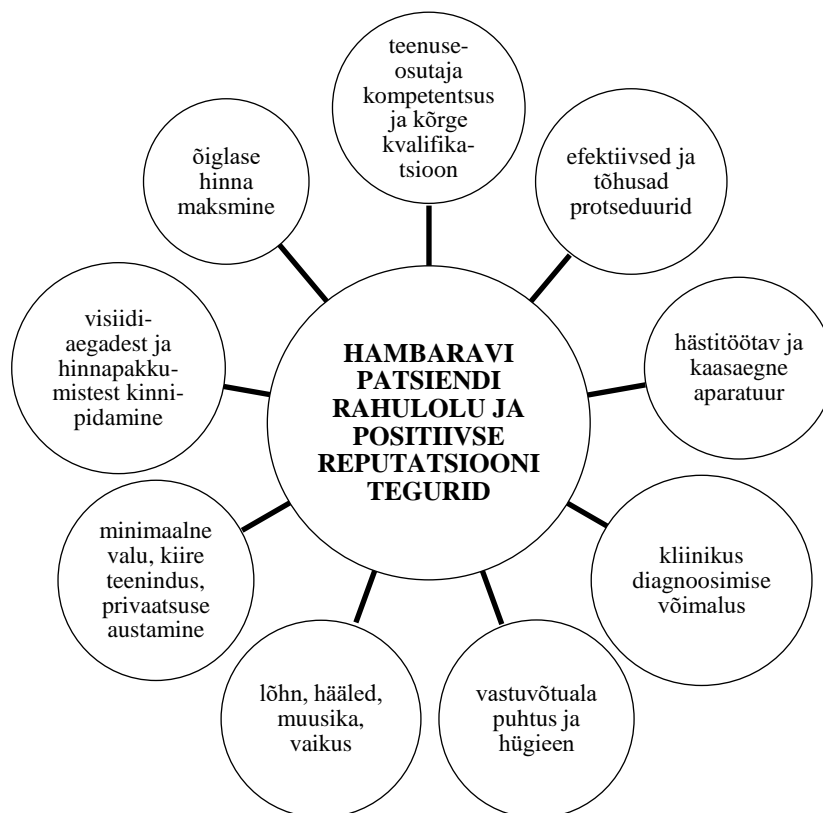 teenuse-
osutaja
kompetentsus
ja kõrge
kvalifika-
tsioon
efektiivsed ja
tõhusad
protseduurid
hästitöötav ja
kaasaegne
aparatuur
kliinikus
diagnoosimise
võimalus
vastuvõtuala
puhtus ja
hügieen
lõhn, hääled,
muusika,
vaikus
minimaalne
valu, kiire
teenindus,
privaatsuse
austamine
visiidi-
aegadest ja
hinnapakku-
mistest kinni-
pidamine
õiglase
hinna
maksmine
HAMBARAVI
PATSIENDI
RAHULOLU JA
POSITIIVSE
REPUTATSIOONI
TEGURID